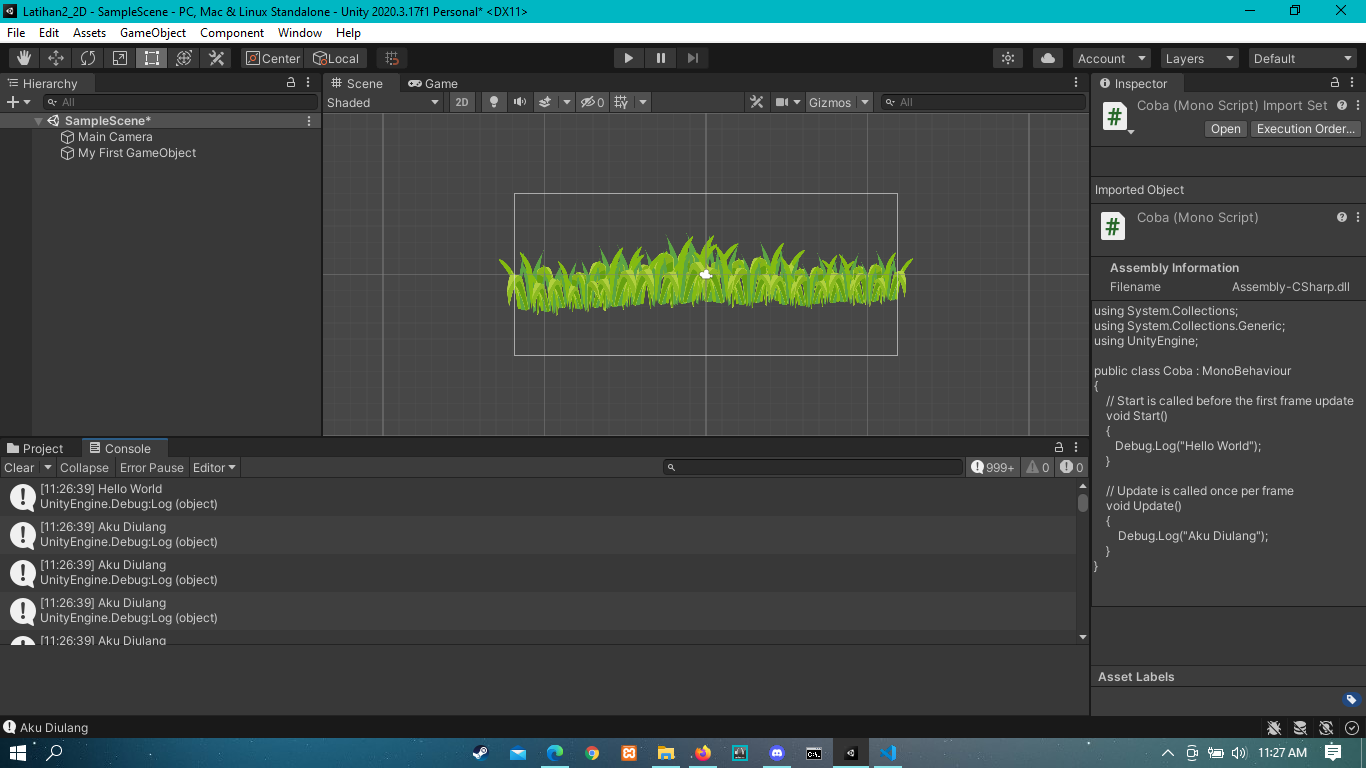 Latihan2_2D - SampleScene - PC, Mac & Linux Standalone - Unity 2020.3.17f1 Personal* <DX11>
File Edit Assets GameObject Component Window Help
Center Local Account Layers Default
Hierarchy
All
SampleScene*
Main Camera
My First GameObject
Scene Game
Shaded 2D 0 Gizmos All
Inspector
Coba (Mono Script) Import Set
Open Execution Order...
Imported Object
Coba (Mono Script)
Assembly Information
Filename Assembly-CSharp.dll
using System.Collections;
using System.Collections.Generic;
using UnityEngine;
public class Coba : MonoBehaviour
{
// Start is called before the first frame update
void Start()
{
Debug.Log("Hello World");
}
// Update is called once per frame
void Update()
{
Debug.Log("Aku Diulang");
}
}
Asset Labels
Project Console
Clear Collapse Error Pause Editor 999+ 0 0
[11:26:39] Hello World
UnityEngine.Debug:Log (object)
[11:26:39] Aku Diulang
UnityEngine.Debug:Log (object)
[11:26:39] Aku Diulang
UnityEngine.Debug:Log (object)
[11:26:39] Aku Diulang
UnityEngine.Debug:Log (object)
[11:26:39] Aku Diulang
Aku Diulang
11:27 AM